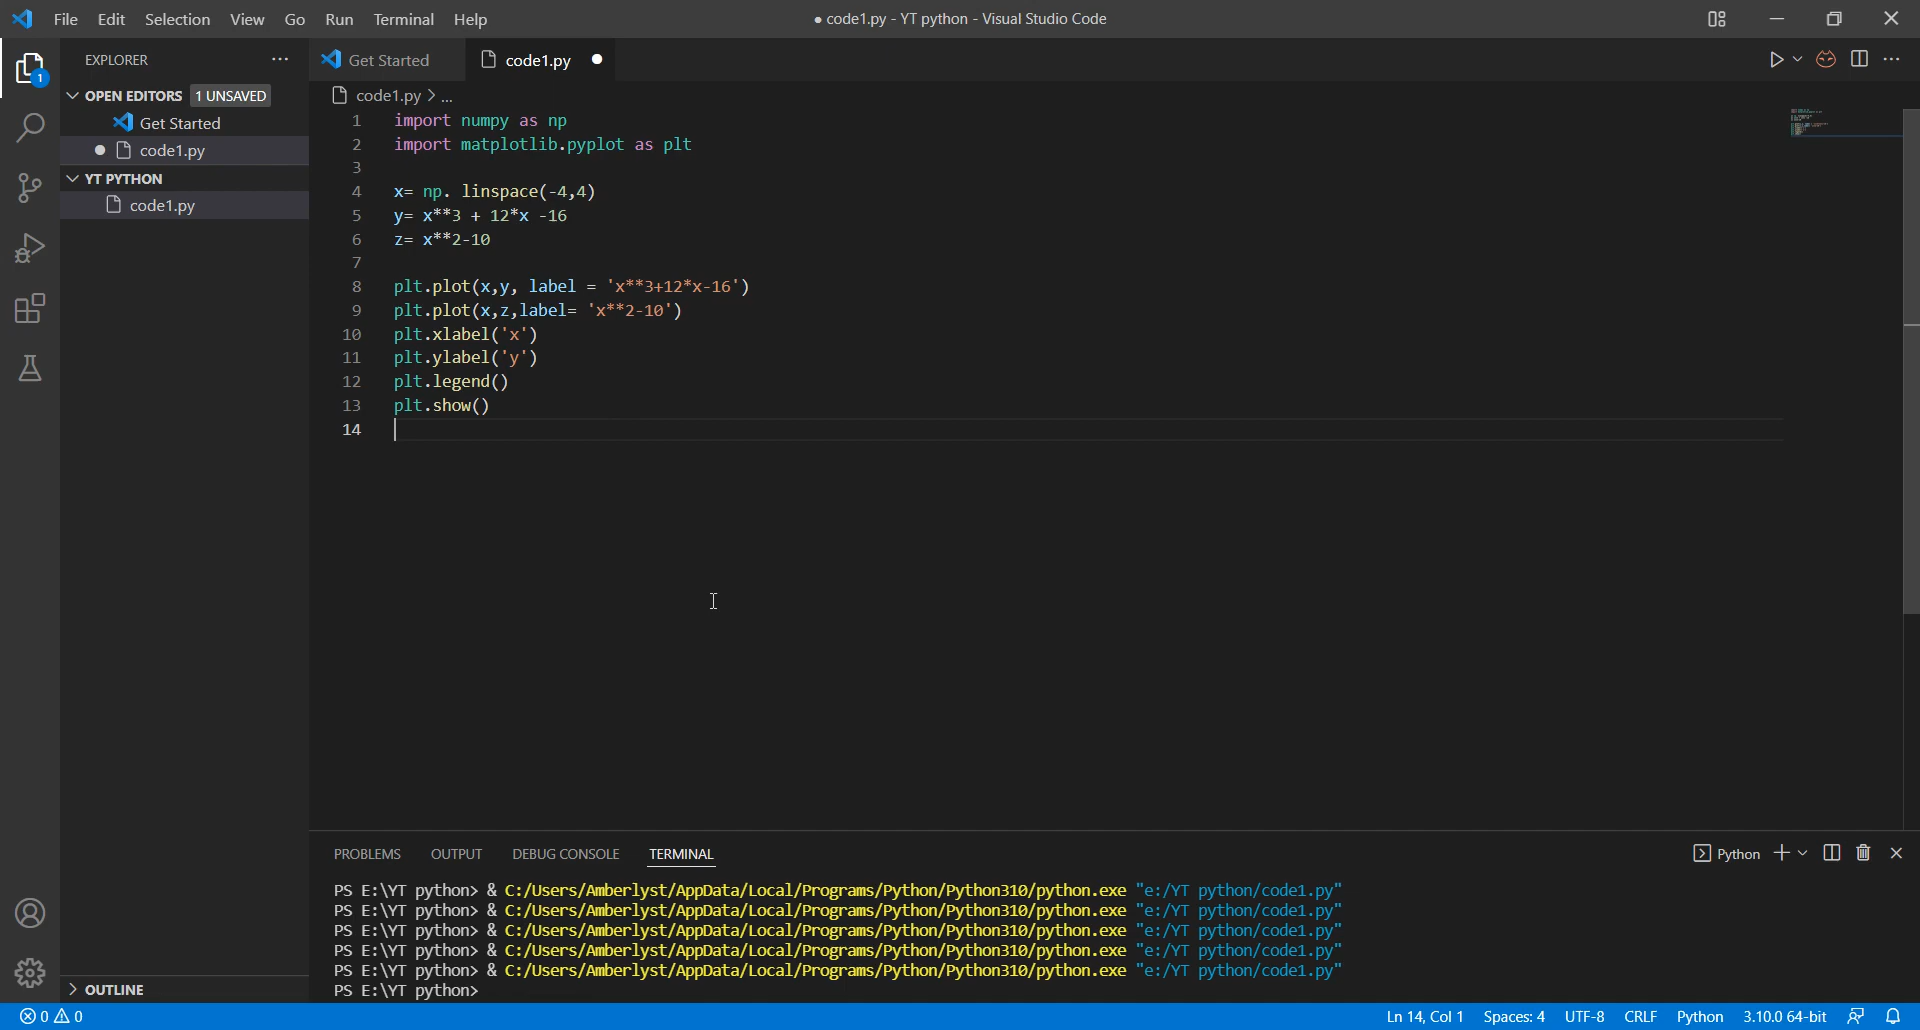 File Edit Selection View Go Run Terminal Help
● code1.py - YT python - Visual Studio Code
EXPLORER ···
OPEN EDITORS 1 UNSAVED
Get Started
● code1.py
YT PYTHON
code1.py
OUTLINE
1
Get Started code1.py ●
code1.py > ...
1 import numpy as np
2 import matplotlib.pyplot as plt
3
4 x= np. linspace(-4,4)
5 y= x**3 + 12*x -16
6 z= x**2-10
7
8 plt.plot(x,y, label = 'x**3+12*x-16')
9 plt.plot(x,z,label= 'x**2-10')
10 plt.xlabel('x')
11 plt.ylabel('y')
12 plt.legend()
13 plt.show()
14
PROBLEMS OUTPUT DEBUG CONSOLE TERMINAL Python
PS E:\YT python> & C:/Users/Amberlyst/AppData/Local/Programs/Python/Python310/python.exe "e:/YT python/code1.py"
PS E:\YT python> & C:/Users/Amberlyst/AppData/Local/Programs/Python/Python310/python.exe "e:/YT python/code1.py"
PS E:\YT python> & C:/Users/Amberlyst/AppData/Local/Programs/Python/Python310/python.exe "e:/YT python/code1.py"
PS E:\YT python> & C:/Users/Amberlyst/AppData/Local/Programs/Python/Python310/python.exe "e:/YT python/code1.py"
PS E:\YT python> & C:/Users/Amberlyst/AppData/Local/Programs/Python/Python310/python.exe "e:/YT python/code1.py"
PS E:\YT python>
0 0 Ln 14, Col 1 Spaces: 4 UTF-8 CRLF Python 3.10.0 64-bit